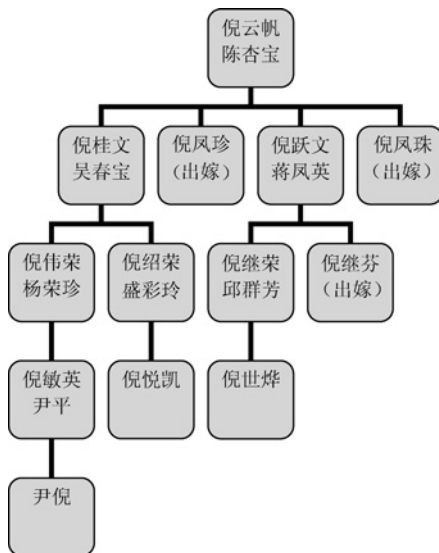 倪云帆
陈杏宝
倪桂文
吴春宝
倪凤珍
（出嫁）
倪跃文
蒋凤英
倪凤珠
（出嫁）
倪伟荣
杨荣珍
倪绍荣
盛彩玲
倪继荣
邱群芳
倪继芬
（出嫁）
倪敏英
尹平
倪悦凯
倪世烨
尹倪